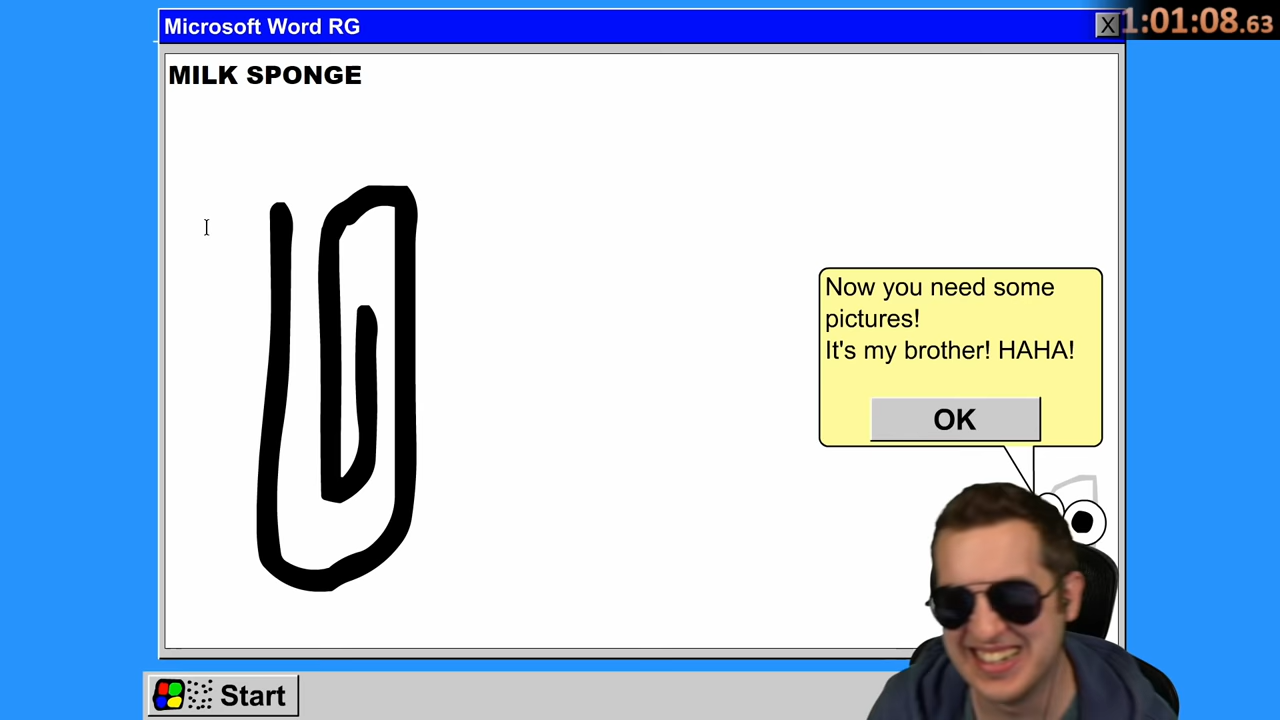 Microsoft Word RG
X
1:01:08.63
MILK SPONGE
Now you need some
pictures!
It's my brother! HAHA!
OK
Start